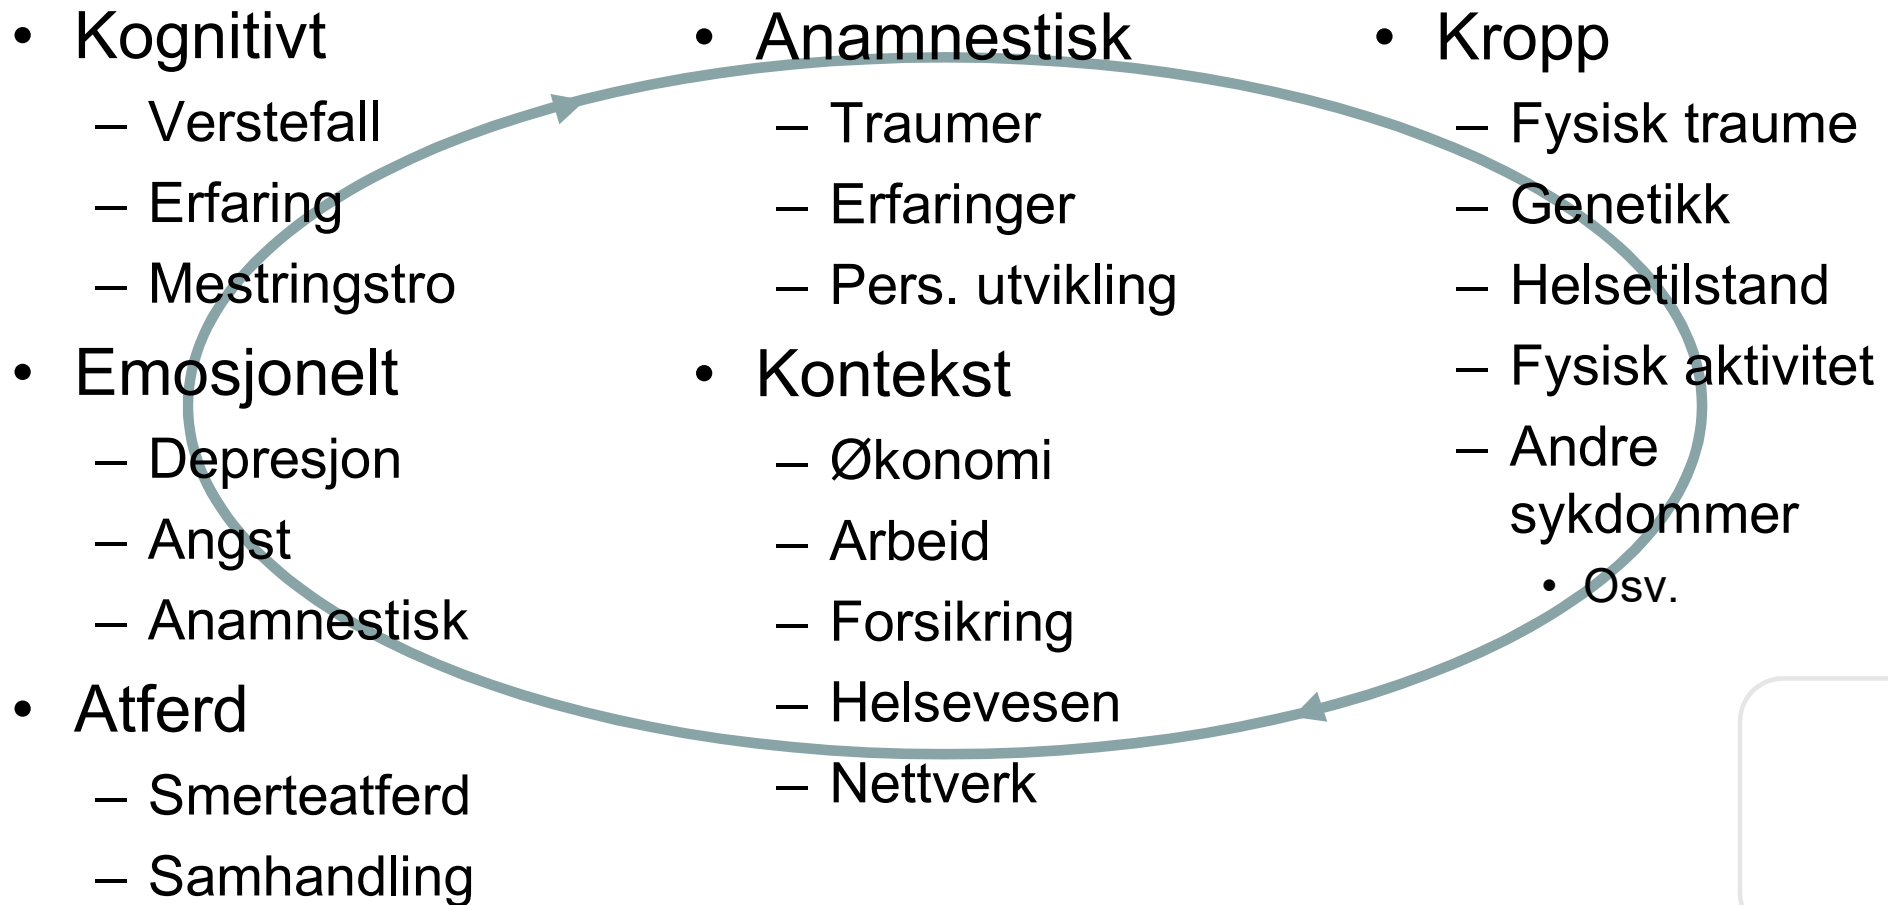 • Kognitivt
– Verstefall
– Erfaring
– Mestringstro
• Emosjonelt
– Depresjon
– Angst
– Anamnestisk
• Atferd
– Smerteatferd
– Samhandling
• Anamnestisk
– Traumer
– Erfaringer
– Pers. utvikling
• Kontekst
– Økonomi
– Arbeid
– Forsikring
– Helsevesen
– Nettverk
• Kropp
– Fysisk traume
– Genetikk
– Helsetilstand
– Fysisk aktivitet
– Andre
sykdommer
• Osv.